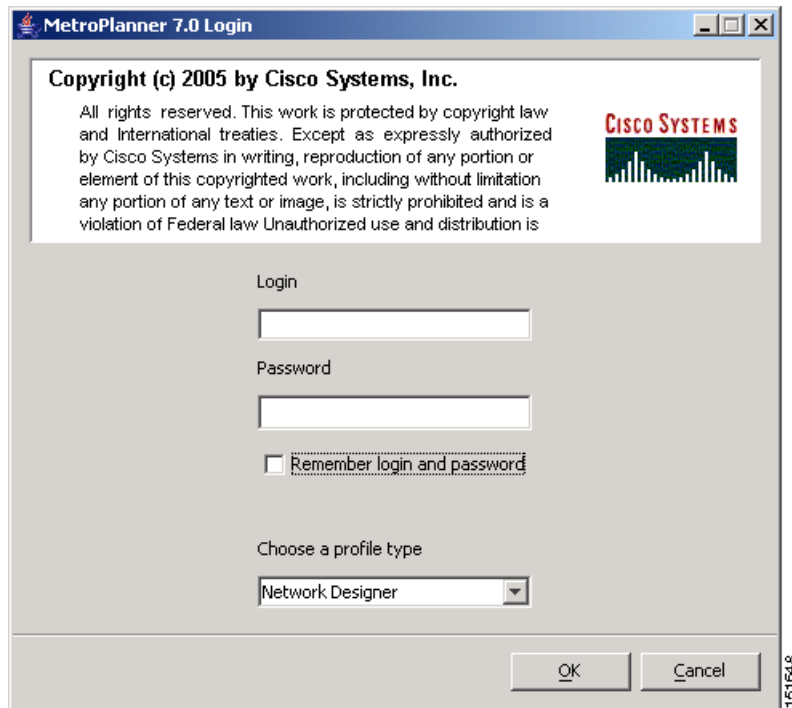 MetroPlanner 7.0 Login
Copyright (c) 2005 by Cisco Systems, Inc.
All rights reserved. This work is protected by copyright law
and International treaties. Except as expressly authorized
by Cisco Systems in writing, reproduction of any portion or
element of this copyrighted work, including without limitation
any portion of any text or image, is strictly prohibited and is a
violation of Federal law Unauthorized use and distribution is
CISCO SYSTEMS
Login
Password
Remember login and password
Choose a profile type
Network Designer
OK
Cancel
151548